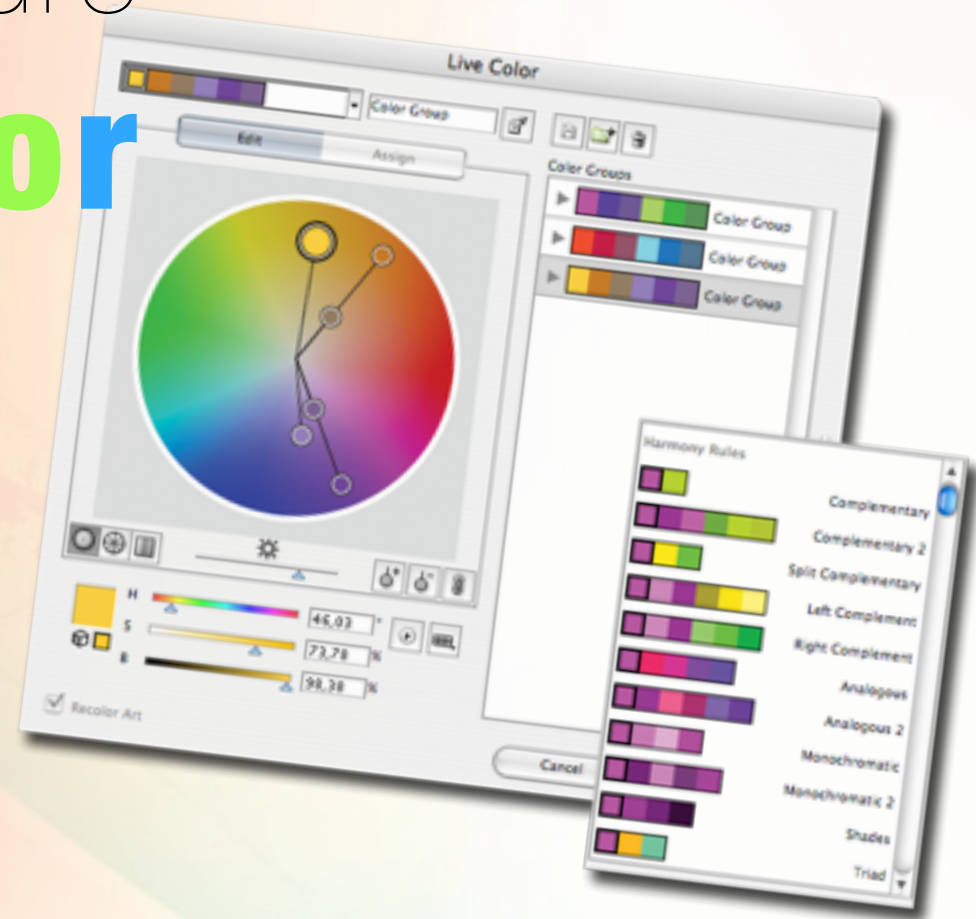 or
Live Color
Color Group
Edit
Assign
Color Groups
Color Group
Color Group
Color Group
H
46,03 °
S
73,78 %
B
98,38 %
Recolor Art
Cancel
Harmony Rules
Complementary
Complementary 2
Split Complementary
Left Complement
Right Complement
Analogous
Analogous 2
Monochromatic
Monochromatic 2
Shades
Triad